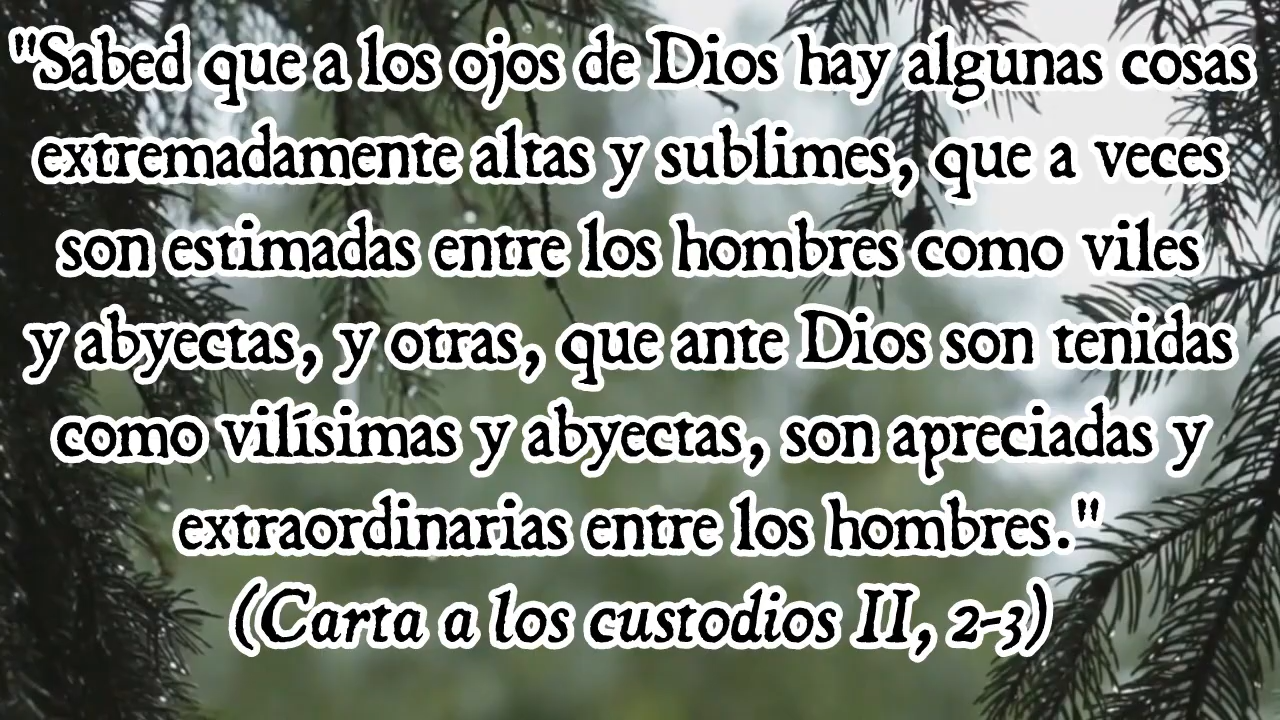 "Sabed que a los ojos de Dios hay algunas cosas
extremadamente altas y sublimes, que a veces
son estimadas entre los hombres como viles
y abyectas, y otras, que ante Dios son tenidas
como vilísimas y abyectas, son apreciadas y
extraordinarias entre los hombres."
(Carta a los custodios II, 2-3)